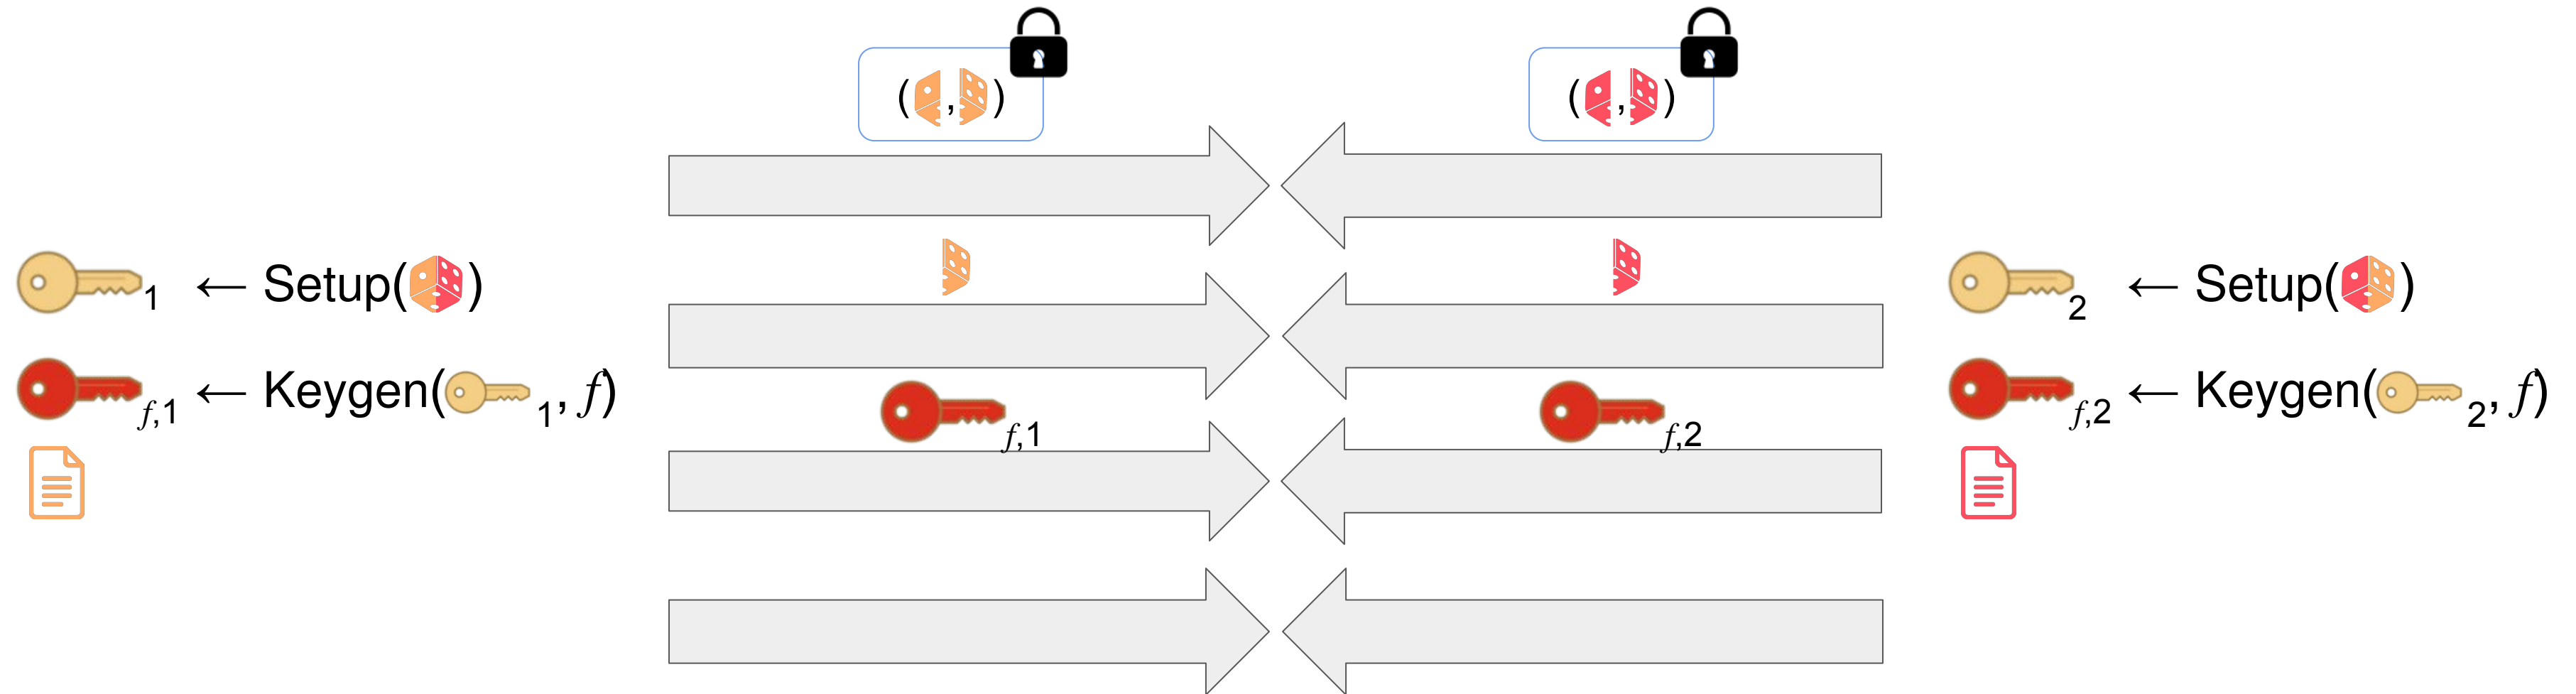 ( , )
( , )
1 ← Setup( )
2 ← Setup( )
f,1 ← Keygen( 1, f)
f,1
f,2
f,2 ← Keygen( 2, f)